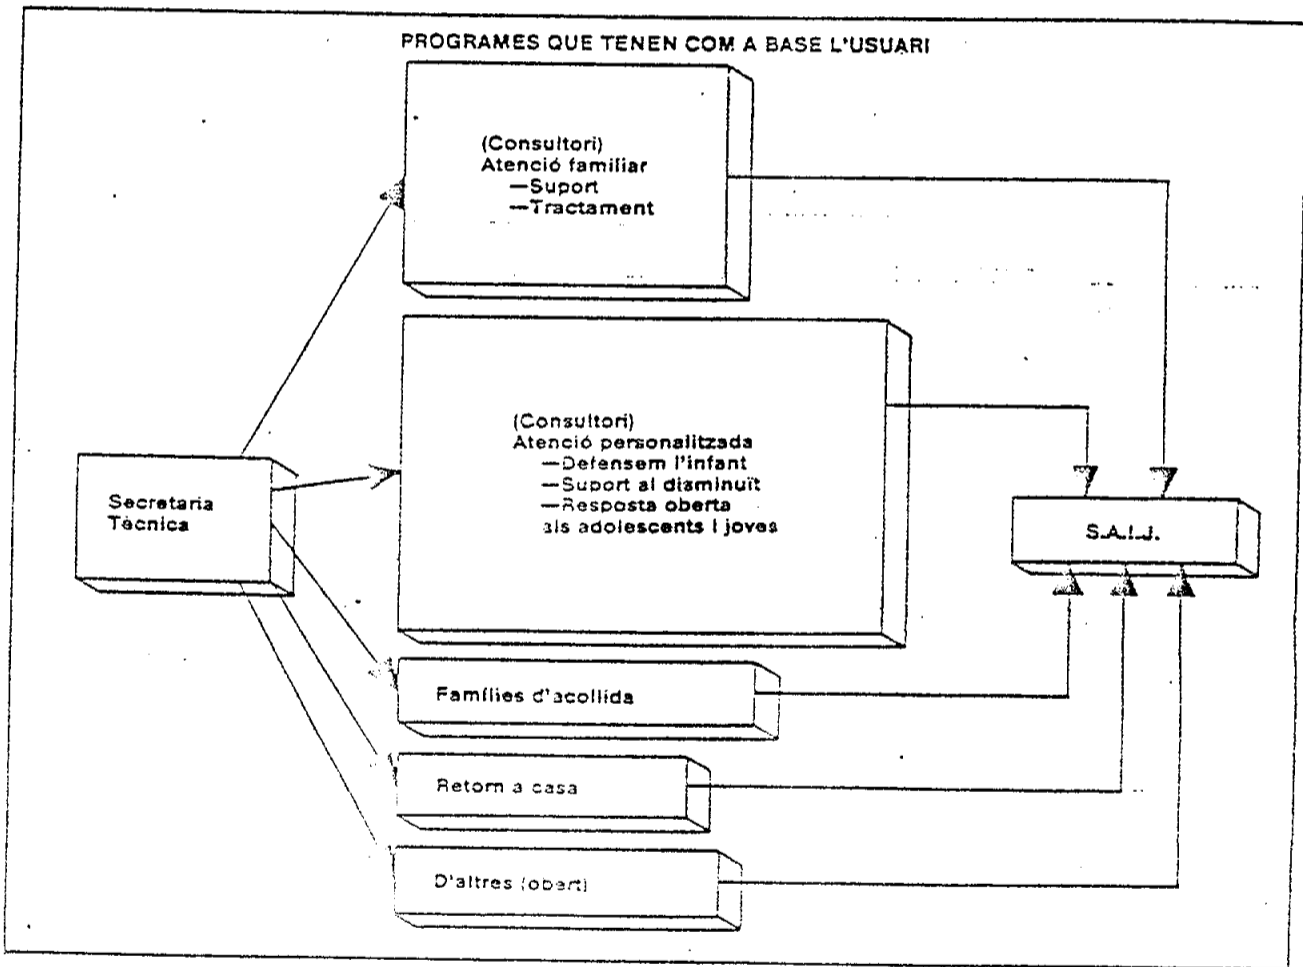 PROGRAMES QUE TENEN COM A BASE L'USUARI
(Consultori)
Atenció familiar
—Suport
—Tractament
(Consultori)
Atenció personalitzada
—Defensem l'infant
—Suport al disminuït
—Resposta oberta
als adolescents i joves
Secretaria
Tècnica
S.A.I.J.
Famílies d'acollida
Retorn a casa
D'altres (obert)